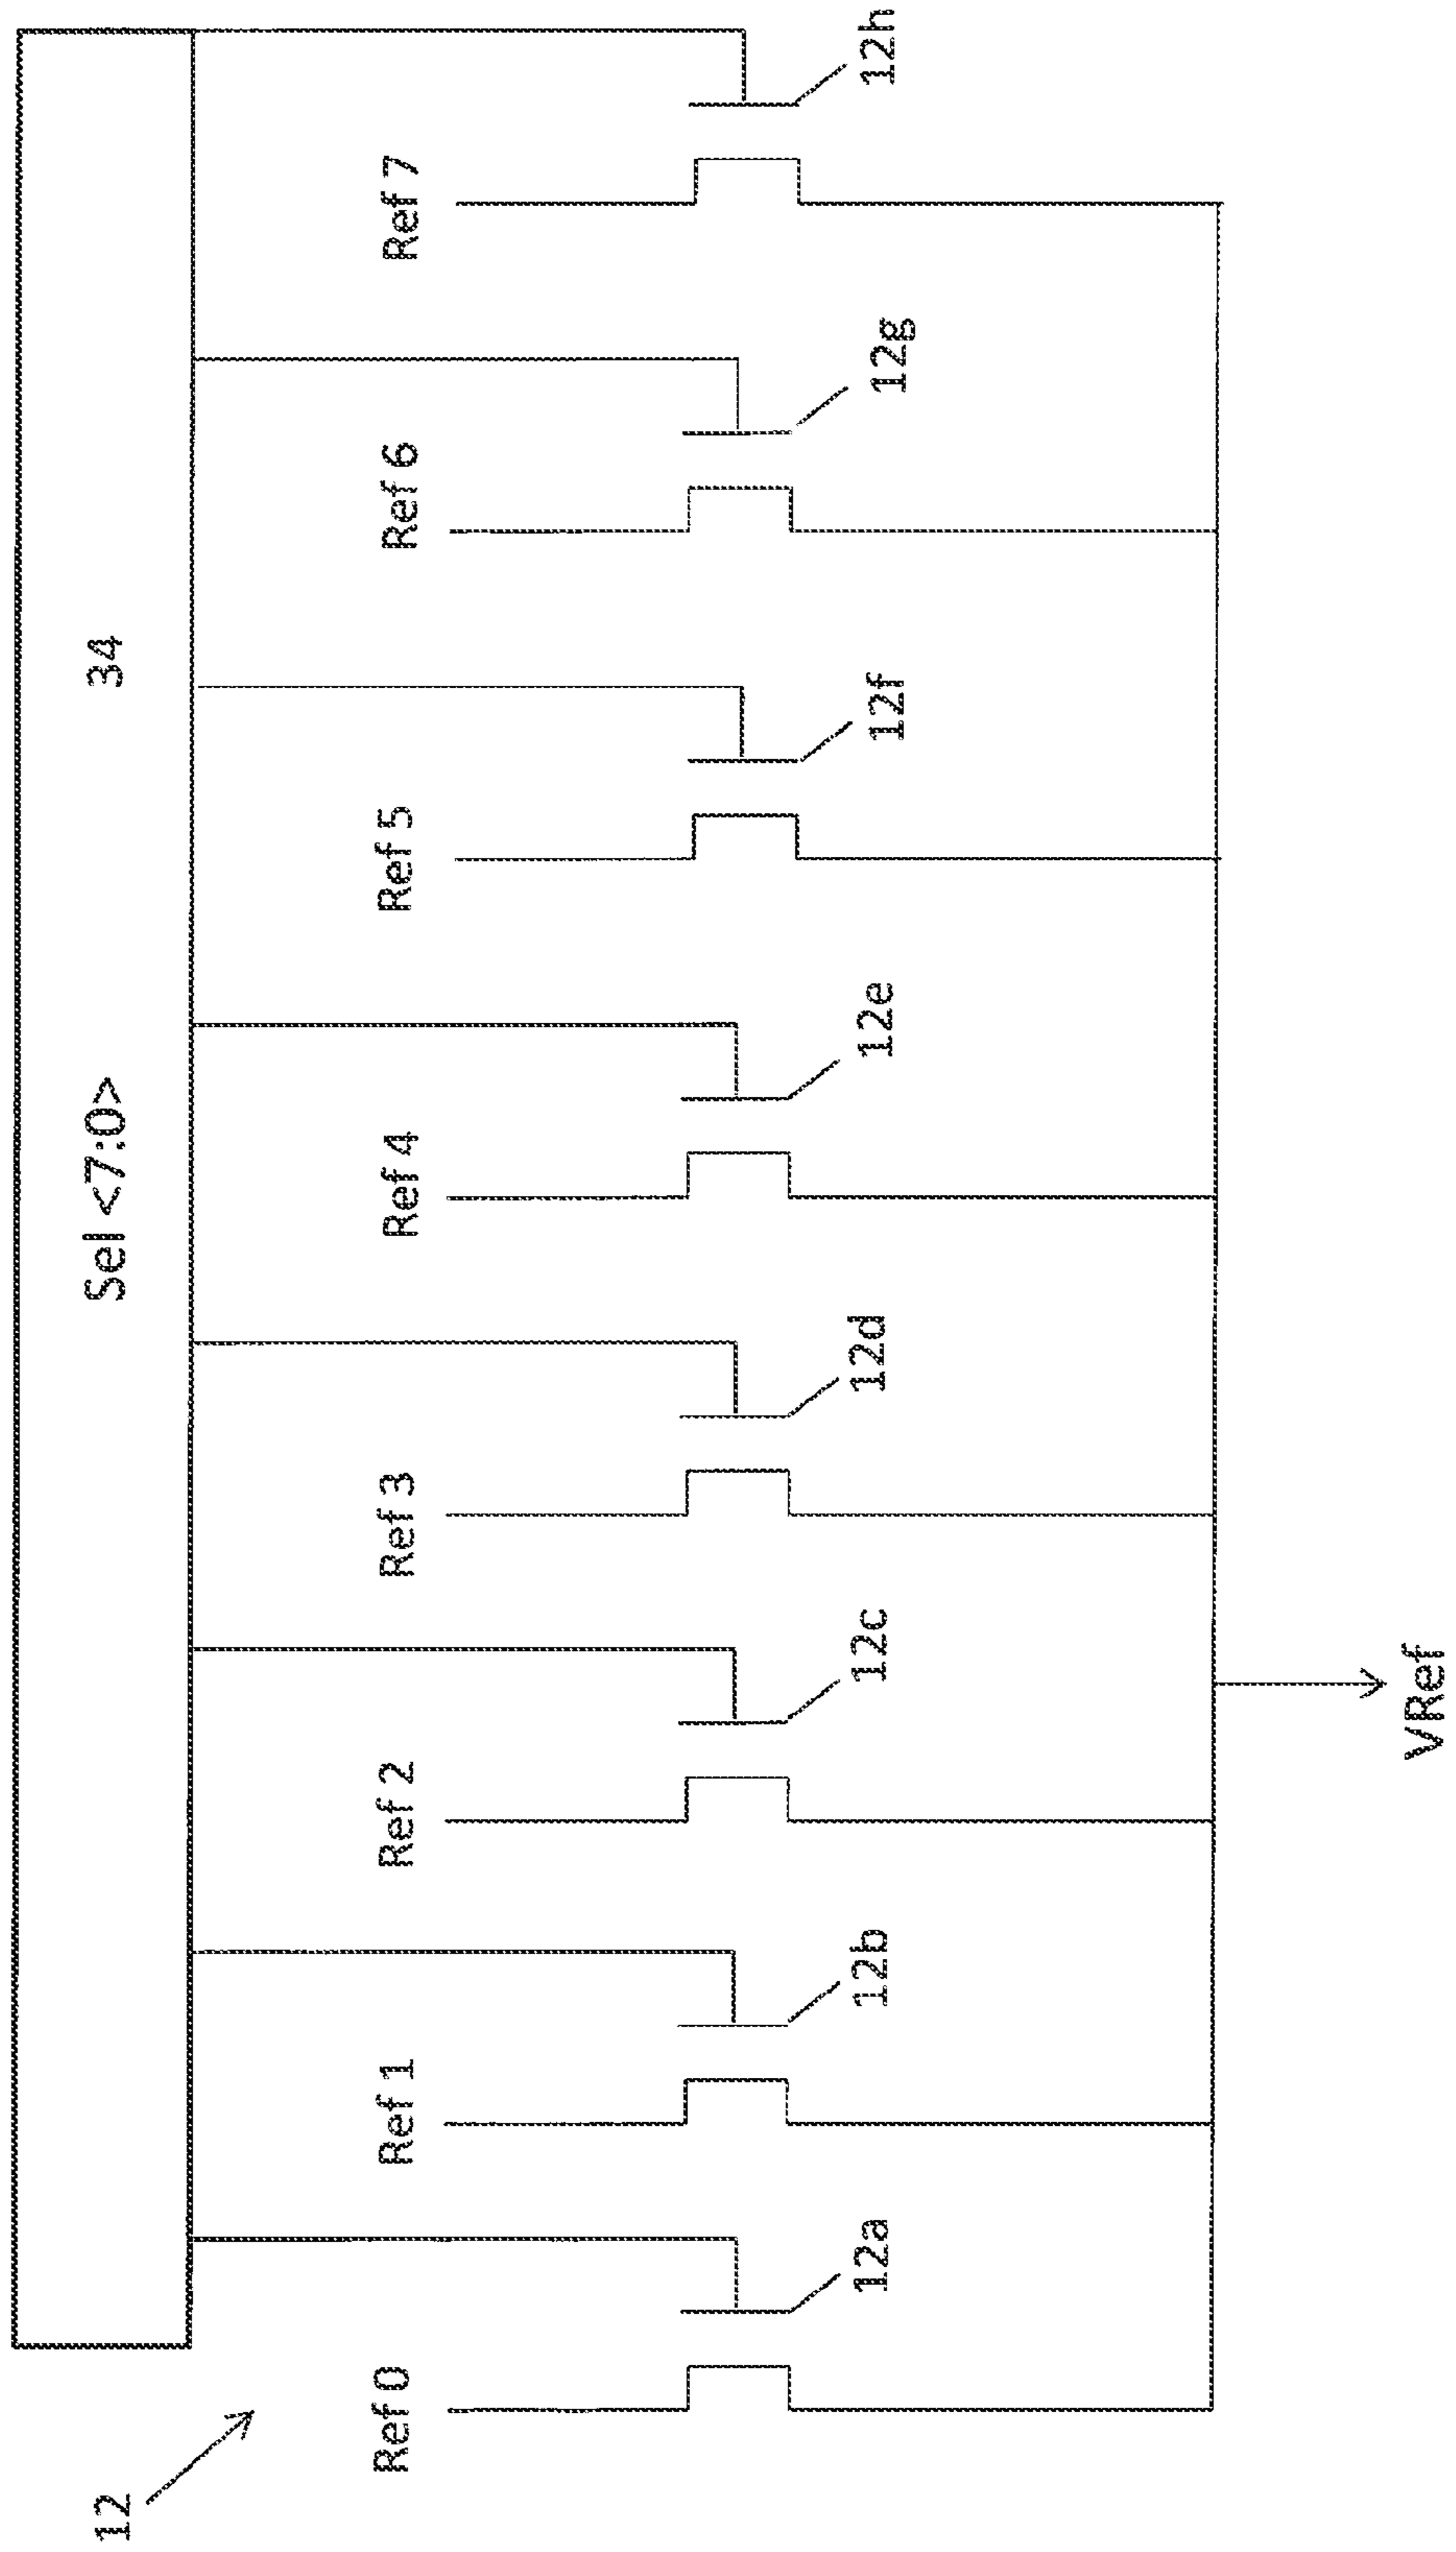 12
Sel <7:0>
34
Ref 0
Ref 1
Ref 2
Ref 3
Ref 4
Ref 5
Ref 6
Ref 7
12a
12b
12c
12d
12e
12f
12g
12h
VRef